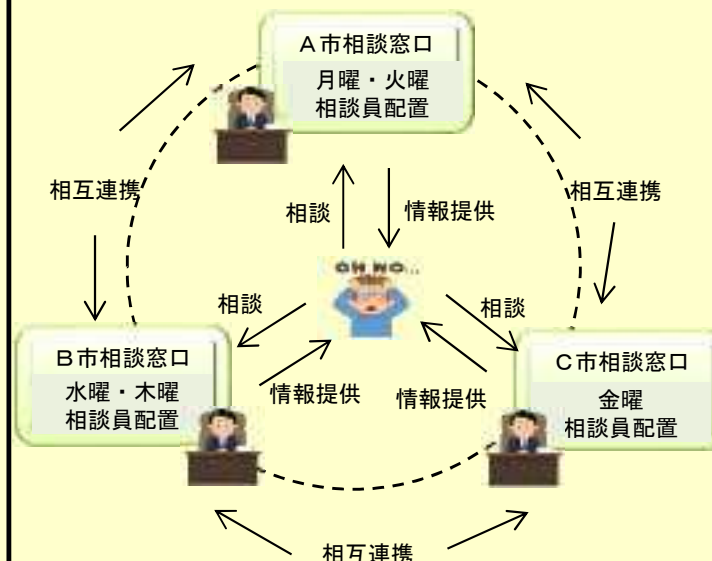 A市相談窓口
月曜・火曜
相談員配置
相互連携
相互連携
相談
情報提供
OH NO...
相談
相談
B市相談窓口
水曜・木曜
相談員配置
情報提供
情報提供
C市相談窓口
金曜
相談員配置
相互連携